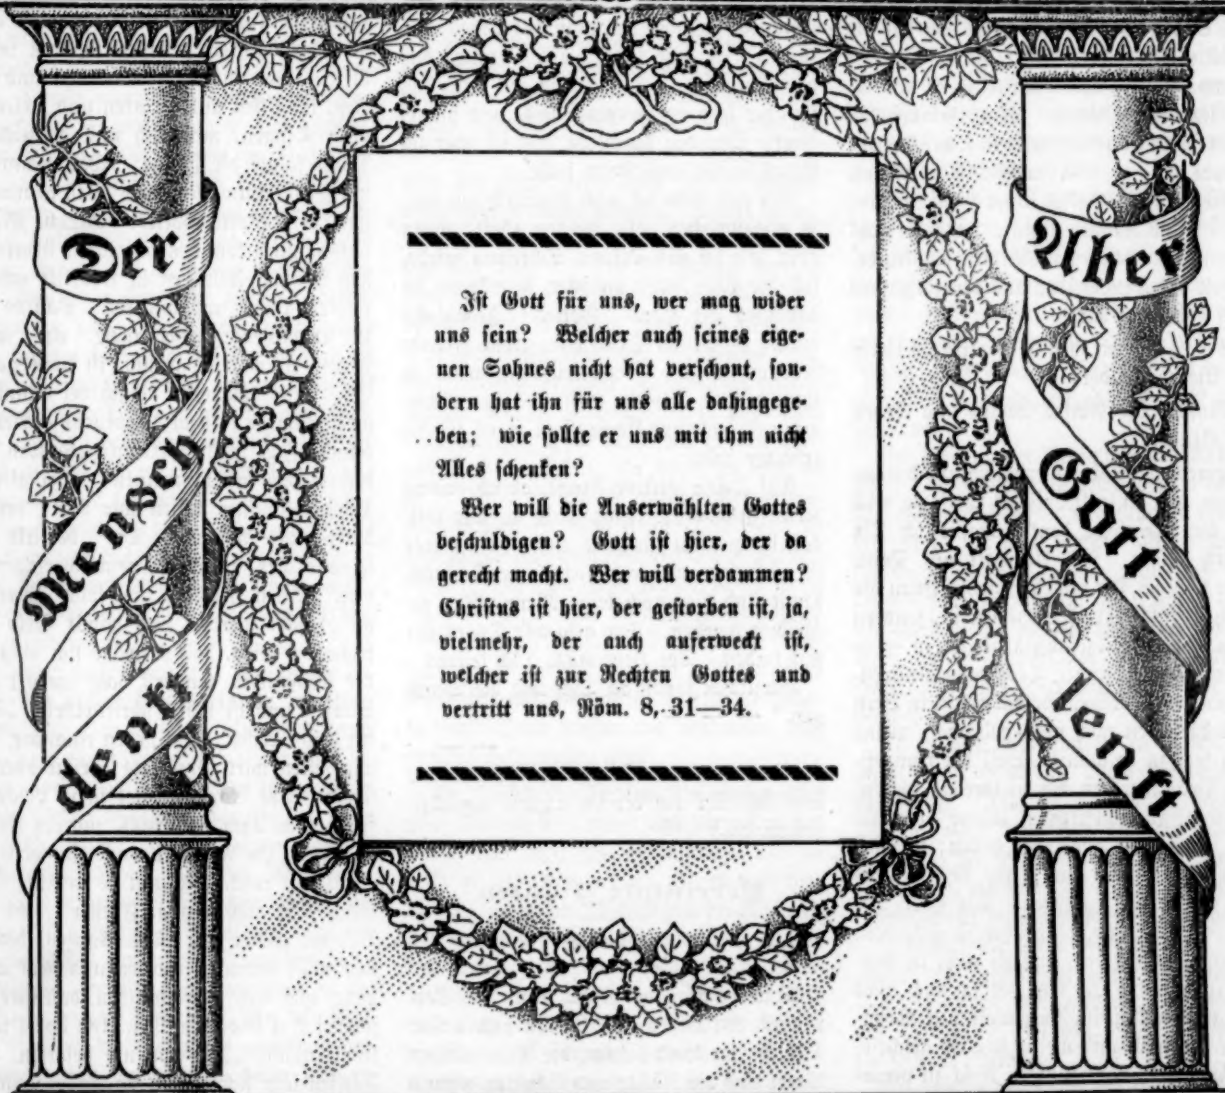 Der
Mensch
denkt
Aber
Gott
lenkt
Ist Gott für uns, wer mag wider
uns sein? Welcher auch seines eige-
nen Sohnes nicht hat verschont, son-
dern hat ihn für uns alle dahingege-
ben; wie sollte er uns mit ihm nicht
Alles schenken?
Wer will die Auserwählten Gottes
beschuldigen? Gott ist hier, der da
gerecht macht. Wer will verdammen?
Christus ist hier, der gestorben ist, ja,
vielmehr, der auch auferweckt ist,
welcher ist zur Rechten Gottes und
vertritt uns, Röm. 8, 31—34.